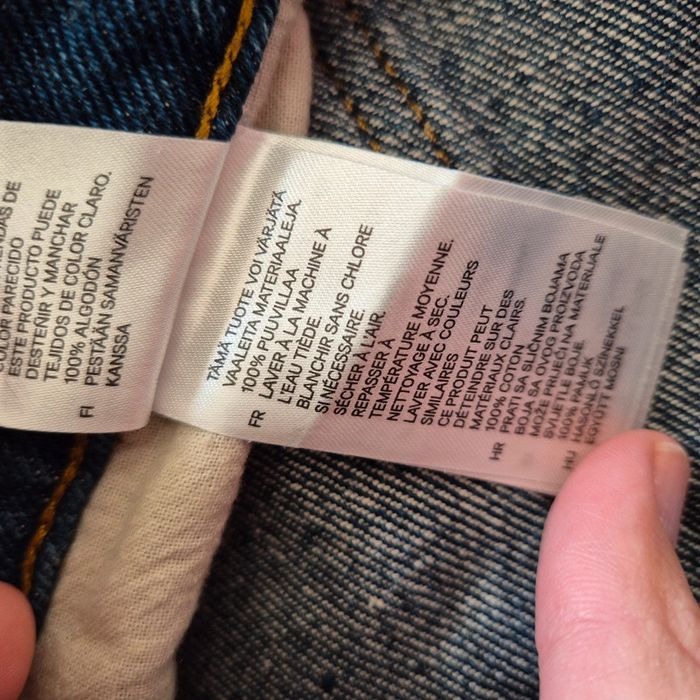 COLOR PARECIDO
ESTE PRODUCTO PUEDE
DESTEÑIR Y MANCHAR
TEJIDOS DE COLOR CLARO.
100% ALGODÓN
FI PESTÄÄN SAMANVÄRISTEN
KANSSA
TÄMÄ TUOTE VOI VÄRJÄTÄ
VAALEITA MATERIAALEJA.
100% PUUVILLAA
FR LAVER À LA MACHINE À
L'EAU TIÈDE.
BLANCHIR SANS CHLORE
SI NÉCESSAIRE.
SÉCHER À L'AIR.
REPASSER À
TEMPÉRATURE MOYENNE.
NETTOYAGE À SEC.
LAVER AVEC COULEURS
SIMILAIRES
CE PRODUIT PEUT
DÉTEINDRE SUR DES
MATÉRIAUX CLAIRS.
100% COTON
HR PRATI SA SLIČNIM BOJAMA
BOJA SA OVOG PROIZVODA
MOŽE PRIJEĆI NA MATERIJALE
SVIJETLE BOJE.
100% PAMUK
HU HASONLÓ SZÍNEKKEL
EGYÜTT MOSNI